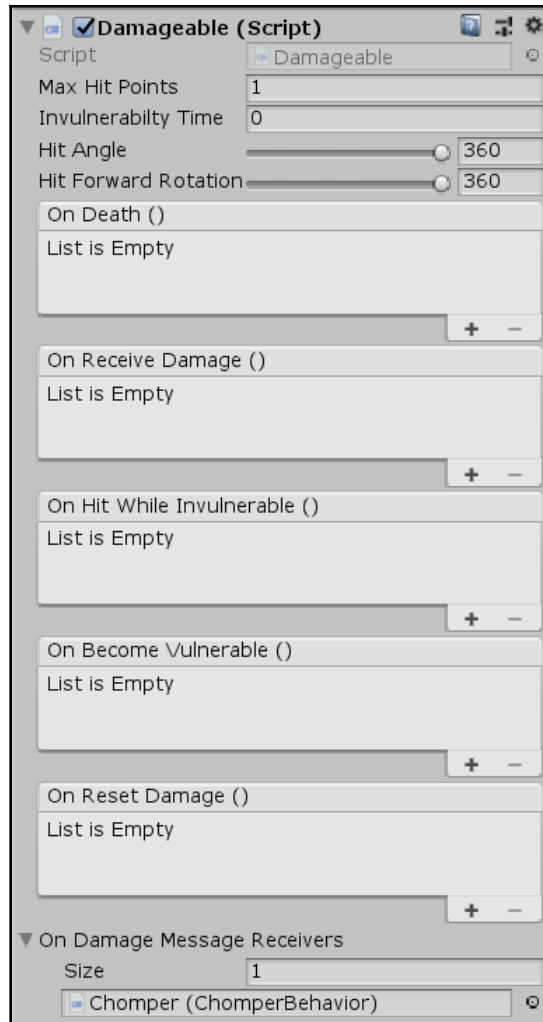 Damageable (Script)
Script Damageable
Max Hit Points 1
Invulnerabilty Time 0
Hit Angle 360
Hit Forward Rotation 360
On Death ()
List is Empty
+ −
On Receive Damage ()
List is Empty
+ −
On Hit While Invulnerable ()
List is Empty
+ −
On Become Vulnerable ()
List is Empty
+ −
On Reset Damage ()
List is Empty
+ −
On Damage Message Receivers
Size 1
Chomper (ChomperBehavior)